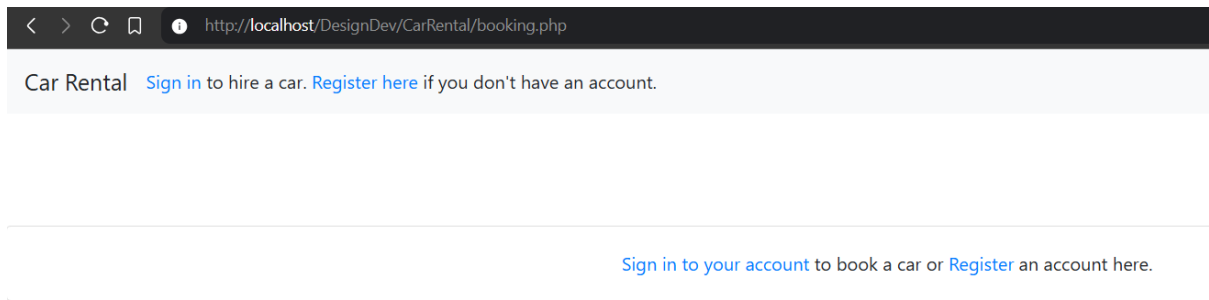 http://localhost/DesignDev/CarRental/booking.php
Car Rental Sign in to hire a car. Register here if you don't have an account.
Sign in to your account to book a car or Register an account here.